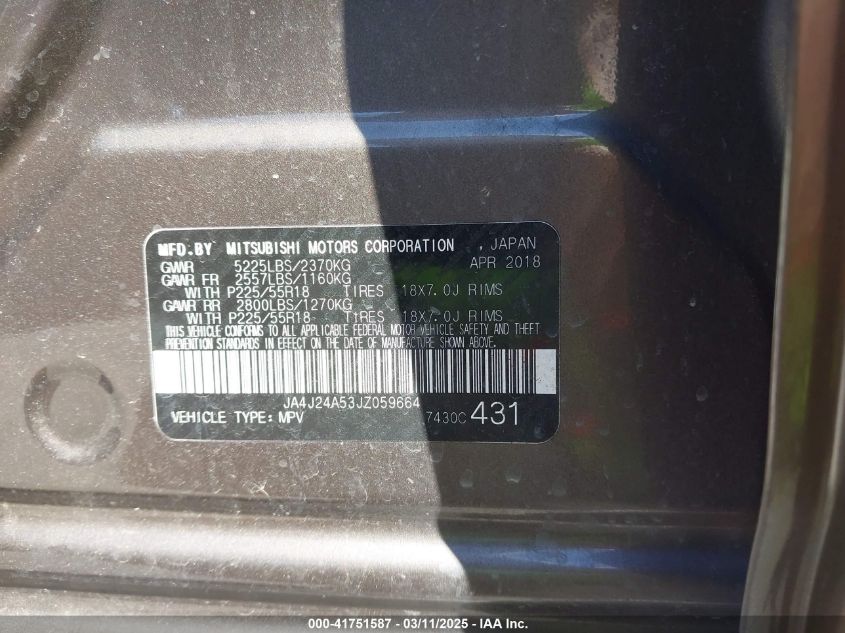 MFD.BY MITSUBISHI MOTORS CORPORATION , JAPAN
GVWR 5225LBS/2370KG APR 2018
GAWR FR 2557LBS/1160KG
WITH P225/55R18 TIRES 18X7.0J RIMS
GAWR RR 2800LBS/1270KG
WITH P225/55R18 TIRES 18X7.0J RIMS
THIS VEHICLE CONFORMS TO ALL APPLICABLE FEDERAL MOTOR VEHICLE SAFETY AND THEFT
PREVENTION STANDARDS IN EFFECT ON THE DATE OF MANUFACTURE SHOWN ABOVE.
JA4J24A53JZ059664
VEHICLE TYPE: MPV 7430C 431
000-41751587 - 03/11/2025 - IAA Inc.